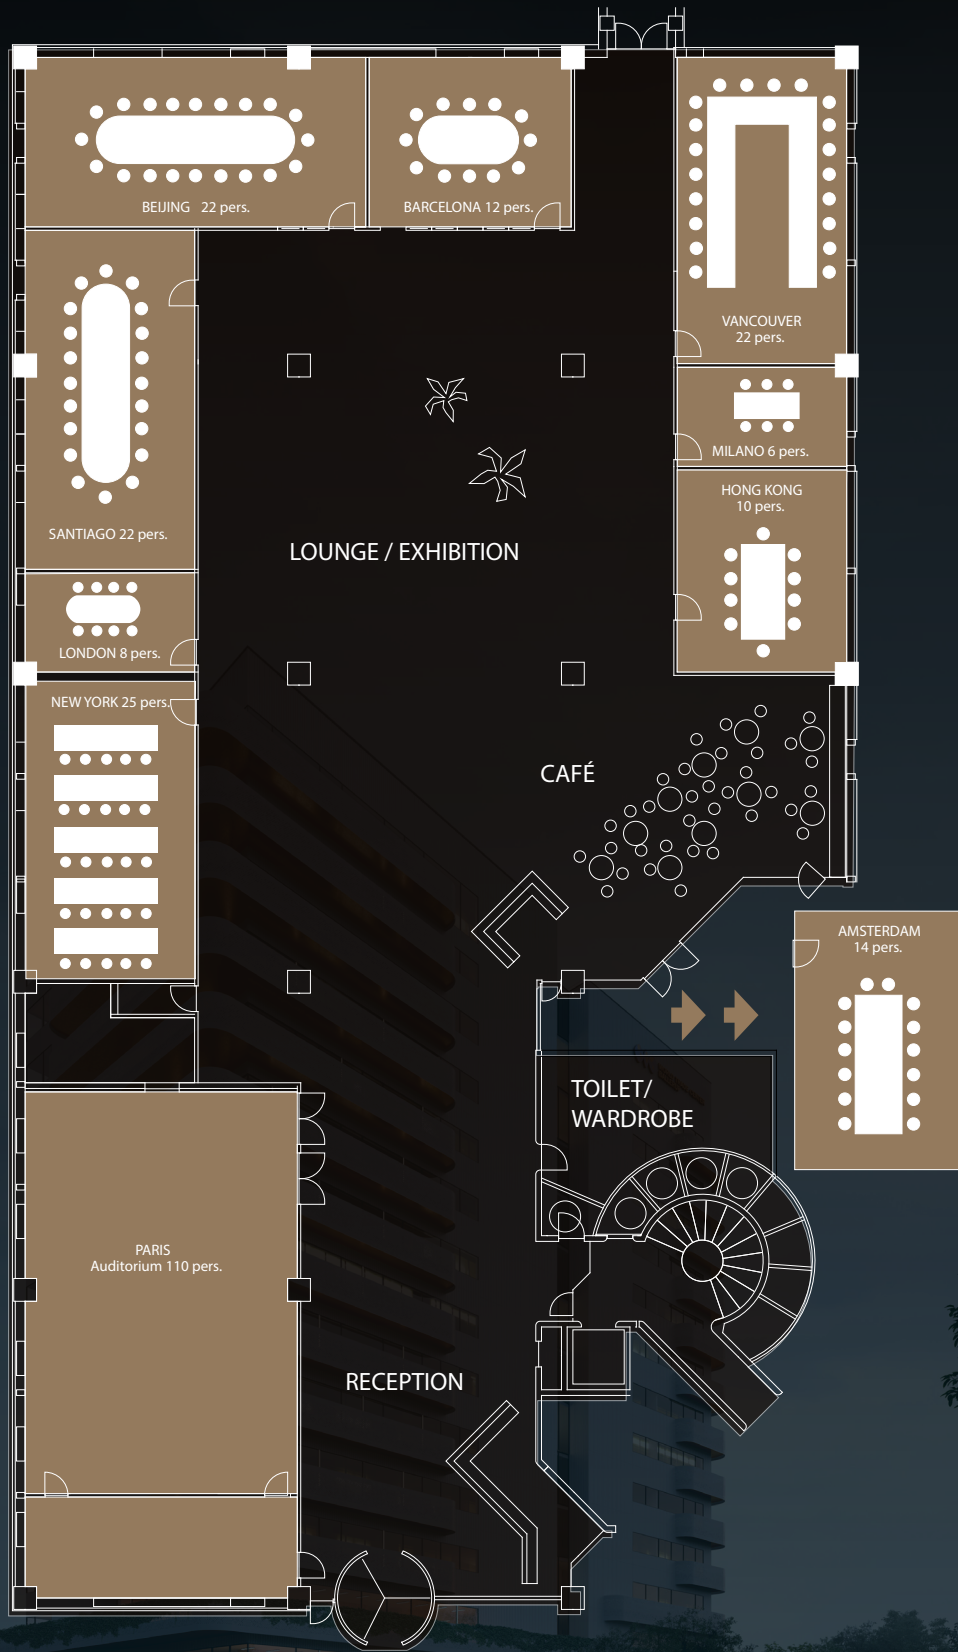 BEIJING 22 pers.
BARCELONA 12 pers.
VANCOUVER
22 pers.
MILANO 6 pers.
HONG KONG
10 pers.
SANTIAGO 22 pers.
LOUNGE / EXHIBITION
LONDON 8 pers.
NEW YORK 25 pers.
CAFÉ
AMSTERDAM
14 pers.
TOILET/
WARDROBE
PARIS
Auditorium 110 pers.
RECEPTION